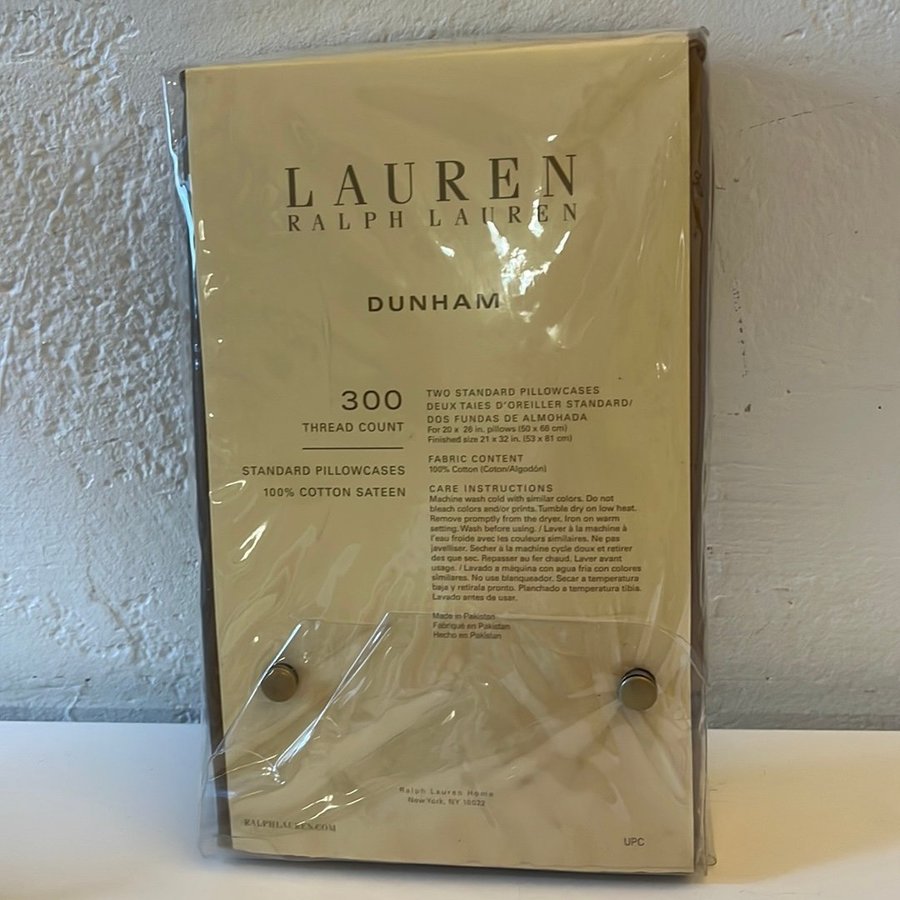 LAUREN
RALPH LAUREN
DUNHAM
300
THREAD COUNT
STANDARD PILLOWCASES
100% COTTON SATEEN
TWO STANDARD PILLOWCASES
DEUX TAIES D'OREILLER STANDARD/
DOS FUNDAS DE ALMOHADA
For 20 x 26 in. pillows (50 x 66 cm)
Finished size 21 x 32 in. (53 x 81 cm)
FABRIC CONTENT
100% Cotton (Coton/Algodón)
CARE INSTRUCTIONS
Machine wash cold with similar colors. Do not
bleach colors and/or prints. Tumble dry on low heat.
Remove promptly from the dryer. Iron on warm
setting. Wash before using. / Laver à la machine à
l'eau froide avec les couleurs similaires. Ne pas
javelliser. Secher à la machine cycle doux et retirer
des que sec. Repasser au fer chaud. Laver avant
usage. / Lavado a máquina con agua fria con colores
similares. No use blanqueador. Secar a temperatura
baja y retirala pronto. Planchado a temperatura tibia.
Lavado antes de usar.
Made in Pakistan
Fabriqué en Pakistan
Hecho en Pakistan
Ralph Lauren Home
New York, NY 10022
RALPHLAUREN.COM
UPC